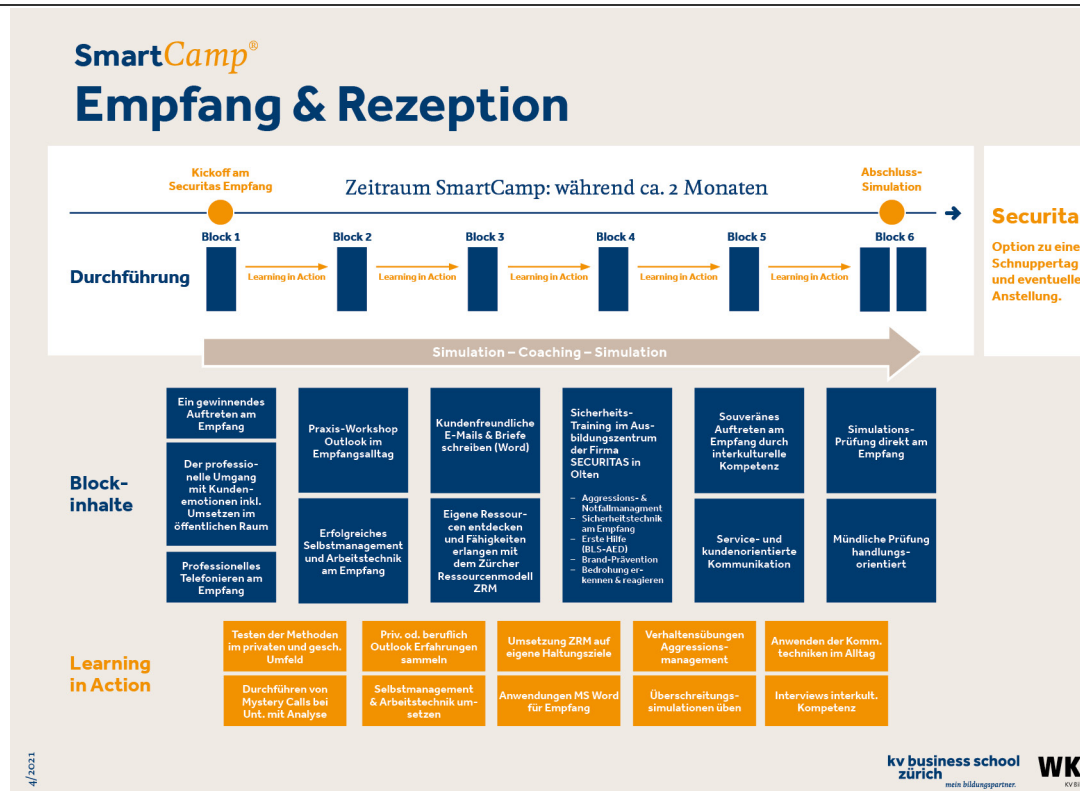 SmartCamp®
Empfang & Rezeption
Kickoff am
Securitas Empfang
Zeitraum SmartCamp: während ca. 2 Monaten
Abschluss-
Simulation
Block 1
Block 2
Block 3
Block 4
Block 5
Block 6
Durchführung
Learning in Action
Learning in Action
Learning in Action
Learning in Action
Learning in Action
Simulation – Coaching – Simulation
Securita
Option zu eine
Schnuppertag
und eventuelle
Anstellung.
Block-
inhalte
Ein gewinnendes
Auftreten am
Empfang
Der professio-
nelle Umgang
mit Kunden-
emotionen inkl.
Umsetzen im
öffentlichen Raum
Professionelles
Telefonieren am
Empfang
Praxis-Workshop
Outlook im
Empfangsalltag
Erfolgreiches
Selbstmanagement
und Arbeitstechnik
am Empfang
Kundenfreundliche
E-Mails & Briefe
schreiben (Word)
Eigene Ressour-
cen entdecken
und Fähigkeiten
erlangen mit
dem Zürcher
Ressourcenmodell
ZRM
Sicherheits-
Training im Aus-
bildungszentrum
der Firma
SECURITAS in
Olten
– Aggressions- &
Notfallmanagment
– Sicherheitstechnik
am Empfang
– Erste Hilfe
(BLS-AED)
– Brand-Prävention
– Bedrohung er-
kennen & reagieren
Souveränes
Auftreten am
Empfang durch
interkulturelle
Kompetenz
Service- und
kundenorientierte
Kommunikation
Simulations-
Prüfung direkt am
Empfang
Mündliche Prüfung
handlungs-
orientiert
Learning
in Action
Testen der Methoden
im privaten und gesch.
Umfeld
Durchführen von
Mystery Calls bei
Unt. mit Analyse
Priv. od. beruflich
Outlook Erfahrungen
sammeln
Selbstmanagement
& Arbeitstechnik um-
setzen
Umsetzung ZRM auf
eigene Haltungsziele
Anwendungen MS Word
für Empfang
Verhaltensübungen
Aggressions-
management
Überschreitungs-
simulationen üben
Anwenden der Komm.
techniken im Alltag
Interviews interkult.
Kompetenz
4/2021
kv business school
zürich
mein bildungspartner.
WK
KV Bi